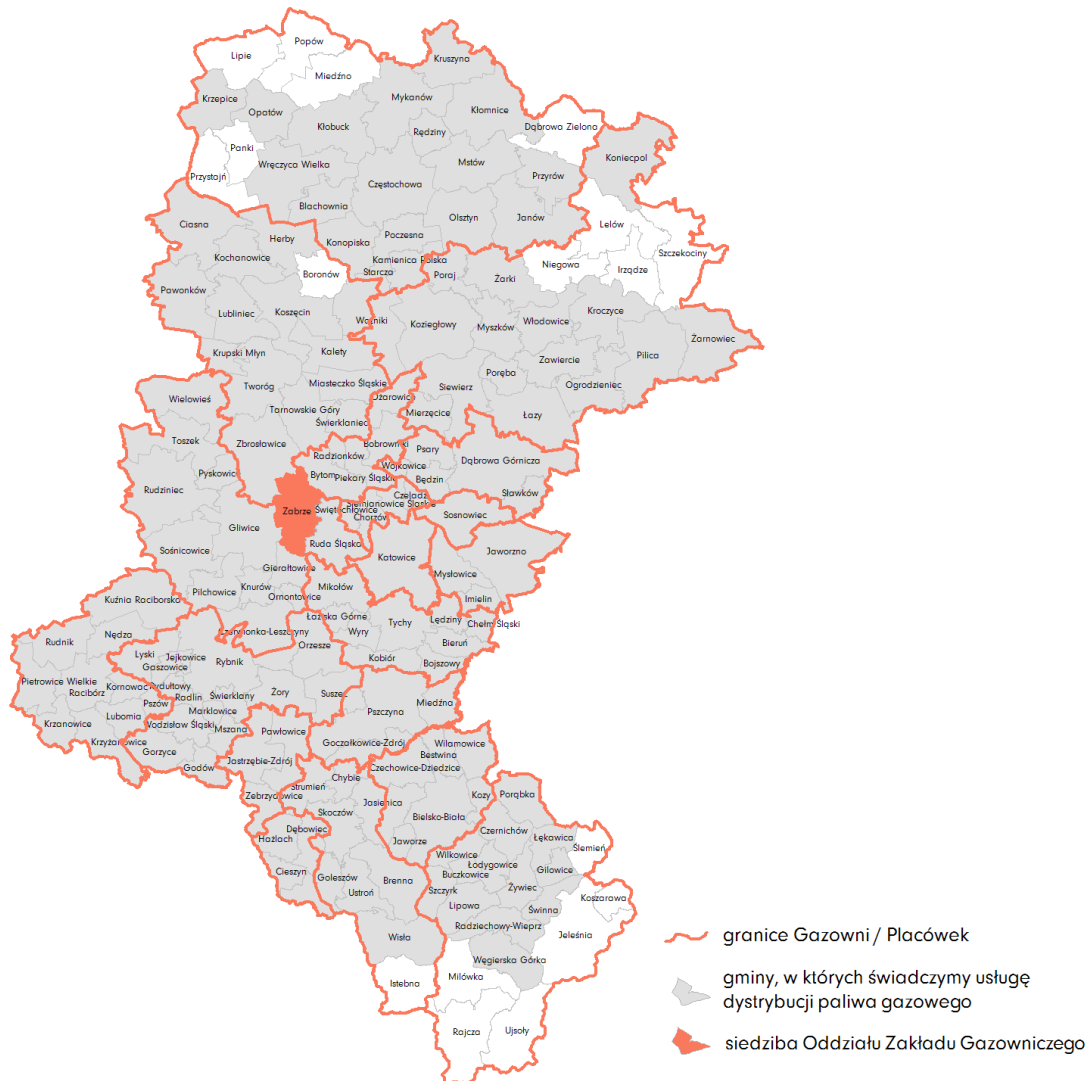 Popów
Lipie
Miedźno
Kruszyna
Krzepice
Mykanów
Opatów
Kłomnice
Kłobuck
Rędziny
Dąbrowa Zielona
Panki
Koniecpol
Wręczyca Wielka
Mstów
Przystajń
Przyrów
Częstochowa
Blachownia
Olsztyn
Janów
Ciasna
Lelów
Herby
Konopiska
Poczesna
Kochanowice
Kamienica Polska
Szczekociny
Boronów
Starcza
Poraj
Żarki
Niegowa
Irządze
Pawonków
Lubliniec
Koszęcin
Woźniki
Koziegłowy
Myszków
Włodowice
Kroczyce
Żarnowiec
Krupski Młyn
Kalety
Zawiercie
Pilica
Poręba
Tworóg
Miasteczko Śląskie
Siewierz
Ogrodzieniec
Wielowieś
Ożarowice
Tarnowskie Góry
Mierzęcice
Łazy
Świerklaniec
Toszek
Zbrosławice
Bobrowniki
Psary
Radzionków
Wojkowice
Dąbrowa Górnicza
Pyskowice
Bytom
Piekary Śląskie
Będzin
Rudziniec
Czeladź
Sławków
Siemianowice Śląskie
Zabrze
Świętochłowice
Chorzów
Sosnowiec
Gliwice
Ruda Śląska
Sośnicowice
Katowice
Jaworzno
Gierałtowice
Mysłowice
Pilchowice
Knurów
Mikołów
Ornontowice
Imielin
Kuźnia Raciborska
Łaziska Górne
Tychy
Lędziny
Chełm Śląski
Nędza
Czerwionka-Leszczyny
Wyry
Rudnik
Orzesze
Bieruń
Lyski
Jejkowice
Rybnik
Kobiór
Bojszowy
Gaszowice
Pietrowice Wielkie
Kornowac
Rydułtowy
Racibórz
Radlin
Świerklany
Żory
Suszec
Pszów
Miedźna
Marklowice
Pszczyna
Lubomia
Krzanowice
Wodzisław Śląski
Mszana
Pawłowice
Krzyżanowice
Goczałkowice-Zdrój
Wilamowice
Gorzyce
Bestwina
Jastrzębie-Zdrój
Godów
Czechowice-Dziedzice
Chybie
Strumień
Zebrzydowice
Kozy
Porąbka
Jasienica
Skoczów
Bielsko-Biała
Dębowiec
Czernichów
Hażlach
Jaworze
Łękawica
Ślemień
Wilkowice
Łodygowice
Cieszyn
Goleszów
Buczkowice
Gilowice
Brenna
Ustroń
Szczyrk
Żywiec
Koszarawa
Lipowa
Świnna
Radziechowy-Wieprz
Wisła
Jeleśnia
Węgierska Górka
Milówka
Istebna
Rajcza
Ujsoły
granice Gazowni / Placówek
gminy, w których świadczymy usługę
dystrybucji paliwa gazowego
siedziba Oddziału Zakładu Gazowniczego